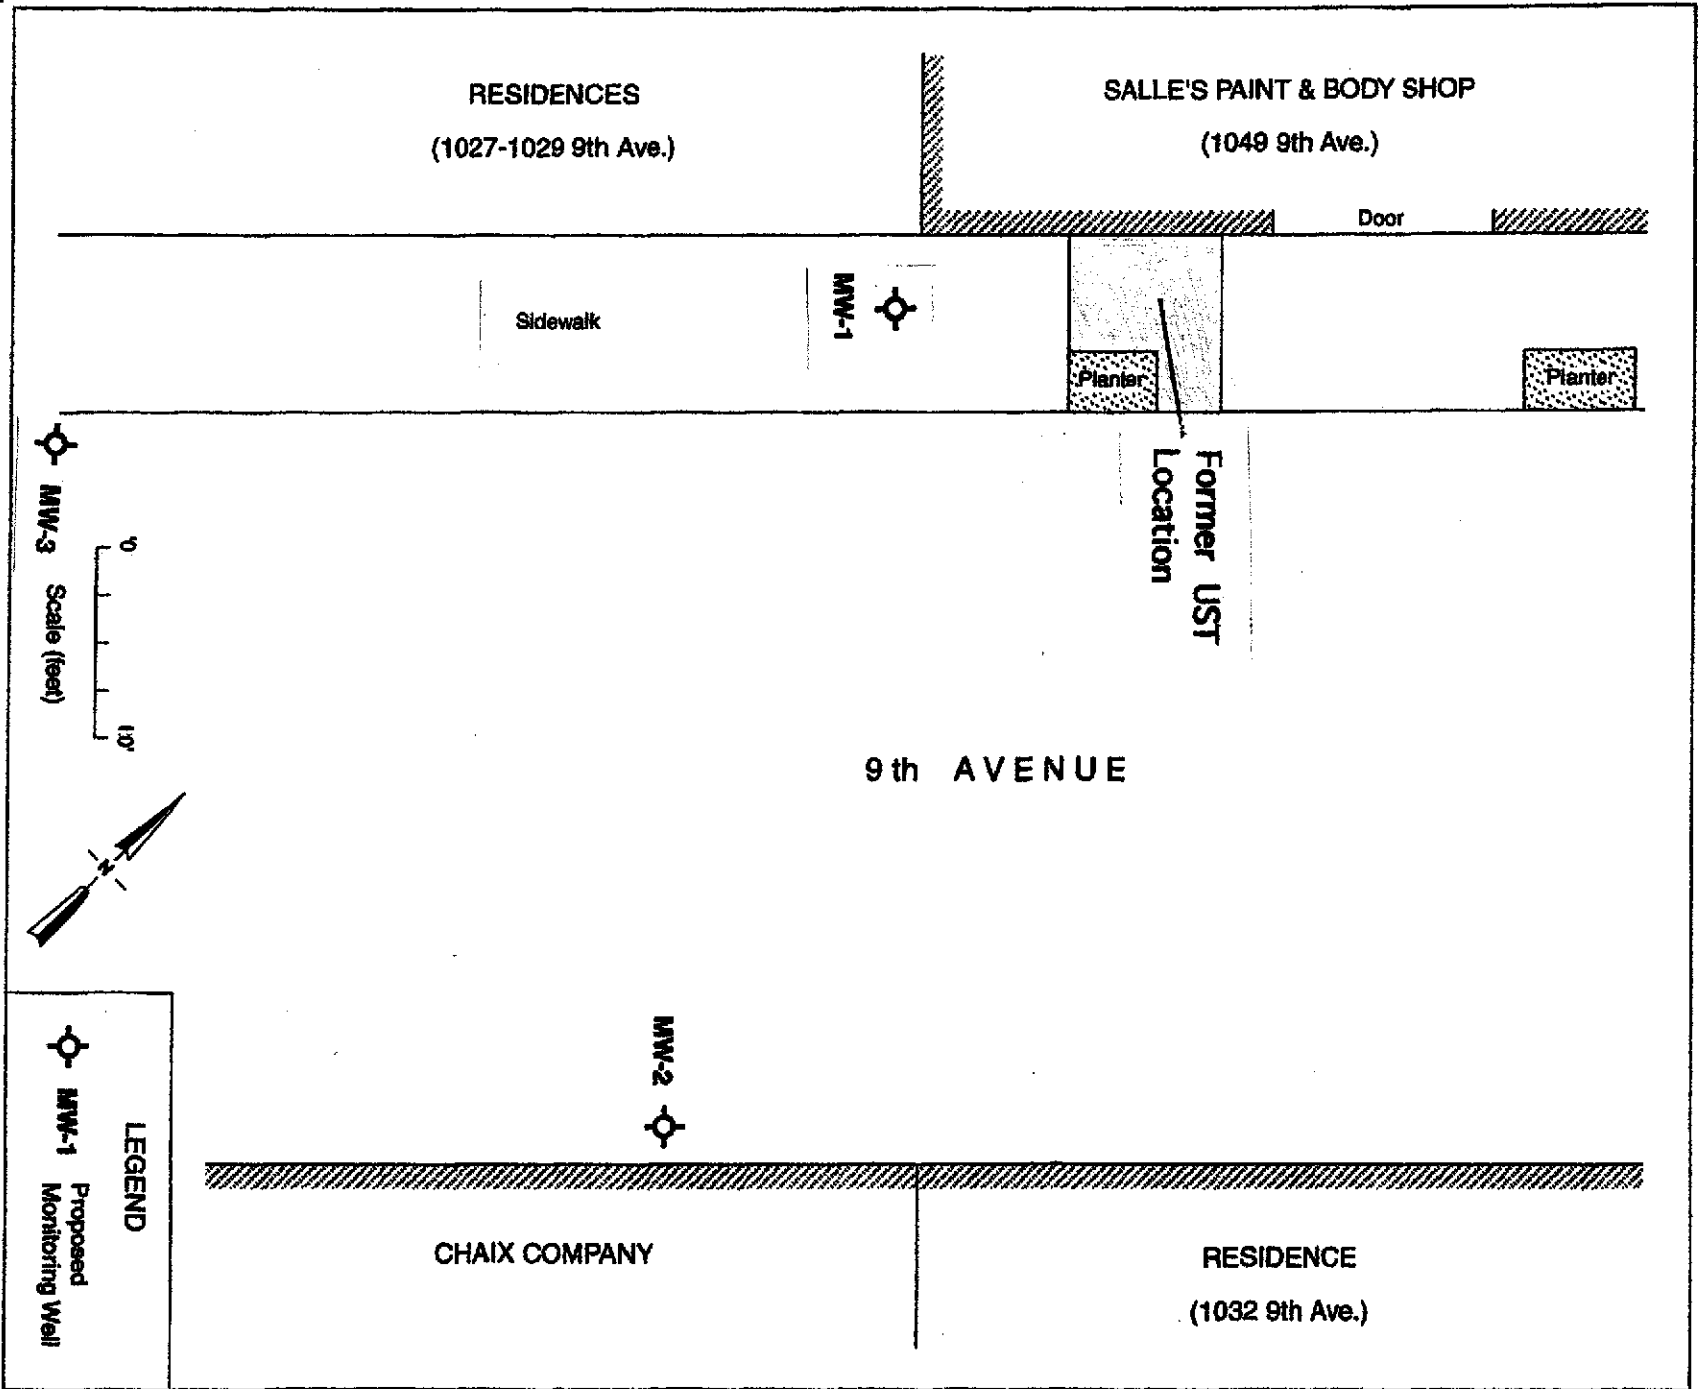 RESIDENCES
(1027-1029 9th Ave.)
SALLE'S PAINT & BODY SHOP
(1049 9th Ave.)
Door
Sidewalk
MW-1
Planter
Planter
Former UST
Location
MW-3
Scale (feet)
0'
10'
9th AVENUE
N
MW-2
LEGEND
MW-1 Proposed
Monitoring Well
CHAIX COMPANY
RESIDENCE
(1032 9th Ave.)